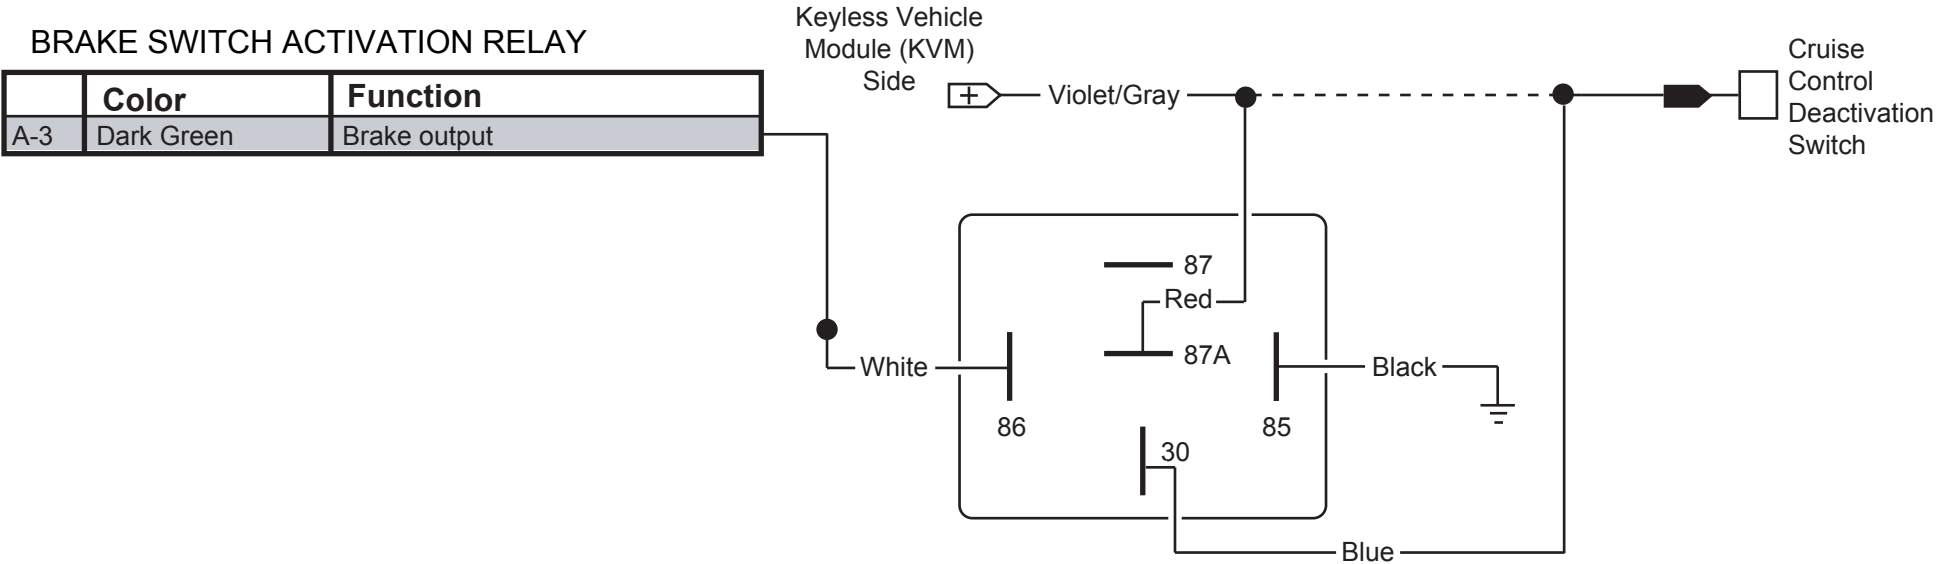 BRAKE SWITCH ACTIVATION RELAY
Color Function
A-3 Dark Green Brake output
Keyless Vehicle
Module (KVM)
Side
+
Violet/Gray
Cruise
Control
Deactivation
Switch
87
Red
87A
White
Black
86
85
30
Blue